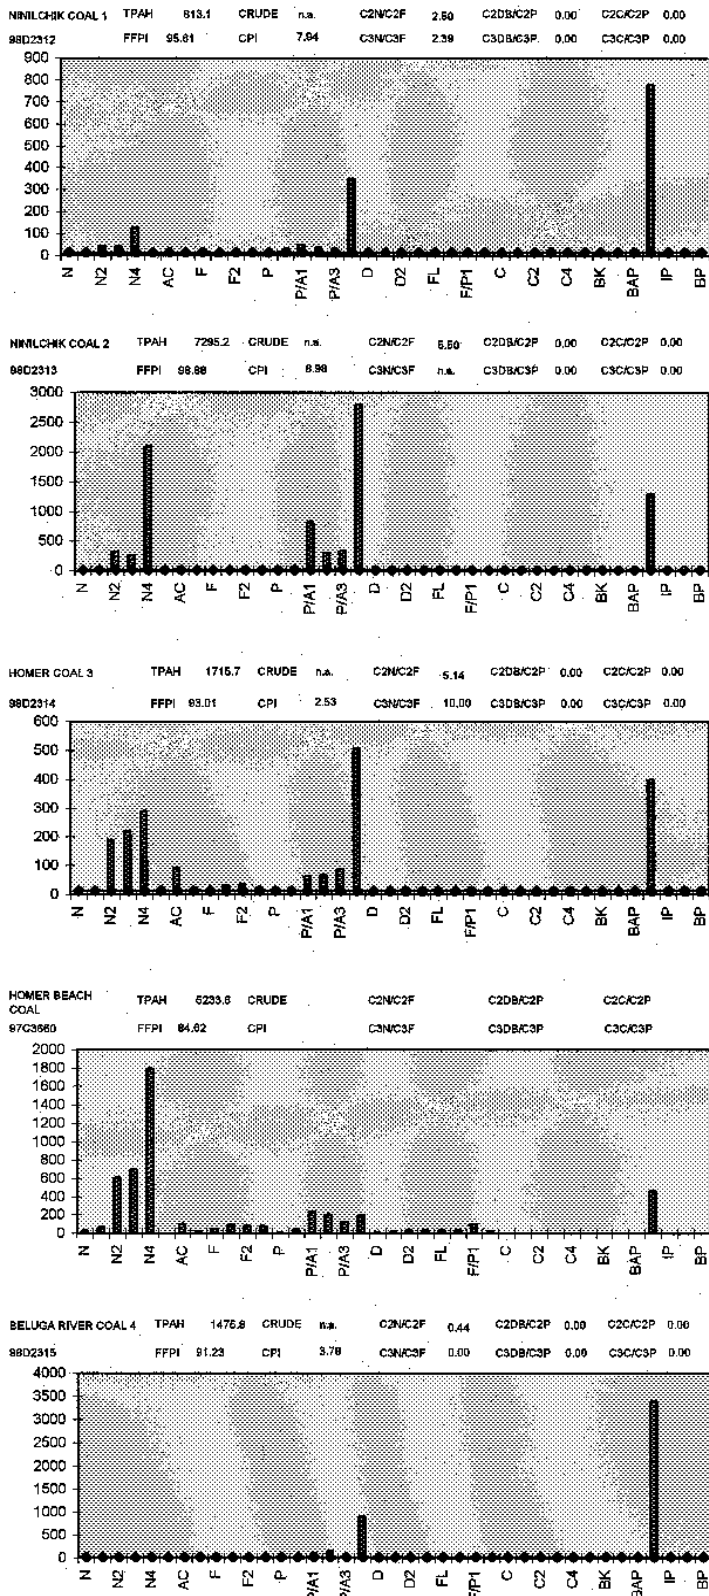 NINILCHIK COAL 1 TPAH 613.1 CRUDE n.a. C2N/C2F 2.50 C2DB/C2P 0.00 C2C/C2P 0.00
98D2312 FFPI 95.61 CPI 7.94 C3N/C3F 2.39 C3DB/C3P 0.00 C3C/C3P 0.00
900
800
700
600
500
400
300
200
100
0
N N2 N4 AC F F2 P P/A1 P/A3 D D2 FL F/P1 C C2 C4 BK BAP IP BP
NINILCHIK COAL 2 TPAH 7295.2 CRUDE n.a. C2N/C2F 5.50 C2DB/C2P 0.00 C2C/C2P 0.00
98D2313 FFPI 98.88 CPI 8.98 C3N/C3F n.a. C3DB/C3P 0.00 C3C/C3P 0.00
3000
2500
2000
1500
1000
500
0
N N2 N4 AC F F2 P P/A1 P/A3 D D2 FL F/P1 C C2 C4 BK BAP IP BP
HOMER COAL 3 TPAH 1715.7 CRUDE n.a. C2N/C2F 5.14 C2DB/C2P 0.00 C2C/C2P 0.00
98D2314 FFPI 93.01 CPI 2.53 C3N/C3F 10.00 C3DB/C3P 0.00 C3C/C3P 0.00
600
500
400
300
200
100
0
N N2 N4 AC F F2 P P/A1 P/A3 D D2 FL F/P1 C C2 C4 BK BAP IP BP
HOMER BEACH TPAH 5233.6 CRUDE C2N/C2F C2DB/C2P C2C/C2P
COAL
97C3660 FFPI 84.62 CPI C3N/C3F C3DB/C3P C3C/C3P
2000
1800
1600
1400
1200
1000
800
600
400
200
0
N N2 N4 AC F F2 P P/A1 P/A3 D D2 FL F/P1 C C2 C4 BK BAP IP BP
BELUGA RIVER COAL 4 TPAH 1476.8 CRUDE n.a. C2N/C2F 0.44 C2DB/C2P 0.00 C2C/C2P 0.00
98D2315 FFPI 91.23 CPI 3.78 C3N/C3F 0.00 C3DB/C3P 0.00 C3C/C3P 0.00
4000
3500
3000
2500
2000
1500
1000
500
0
N N2 N4 AC F F2 P P/A1 P/A3 D D2 FL F/P1 C C2 C4 BK BAP IP BP